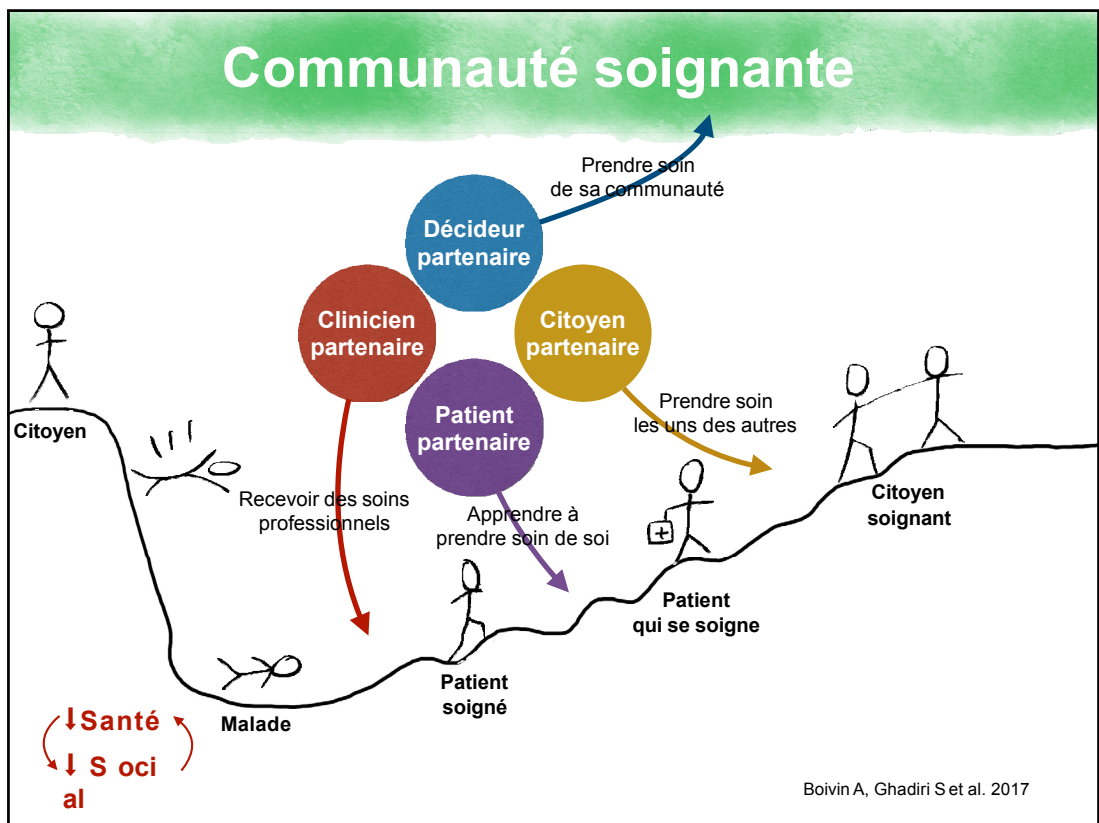 Communauté soignante
Prendre soin
de sa communauté
Décideur
partenaire
Clinicien
partenaire
Citoyen
partenaire
Patient
partenaire
Citoyen
Prendre soin
les uns des autres
Recevoir des soins
professionnels
Apprendre à
prendre soin de soi
Citoyen
soignant
Patient
qui se soigne
Patient
soigné
Malade
↓Santé
↓ S oci
al
Boivin A, Ghadiri S et al. 2017